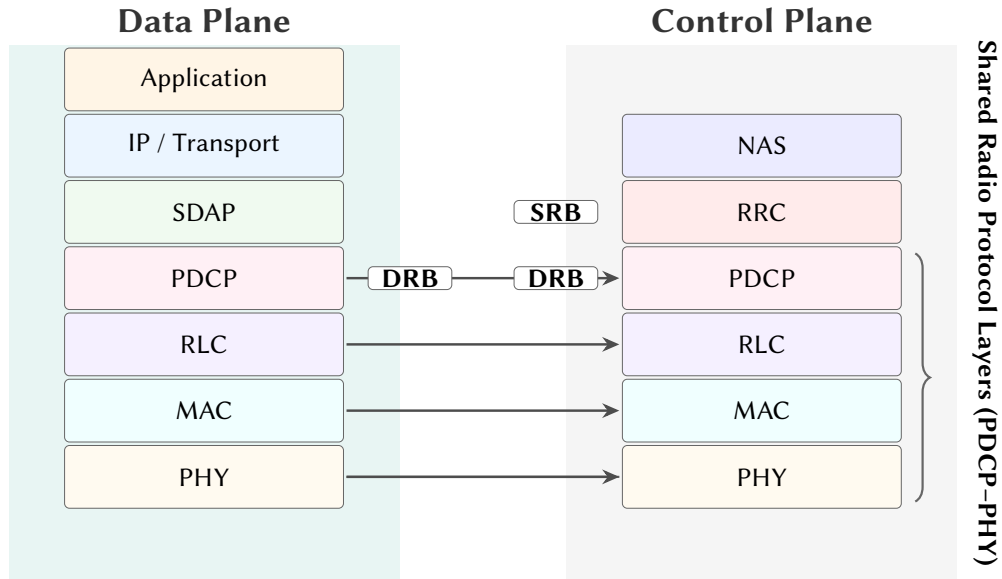 Data Plane
Control Plane
Application
IP / Transport
NAS
SDAP
SRB
RRC
PDCP
DRB
DRB
PDCP
RLC
RLC
MAC
MAC
PHY
PHY
Shared Radio Protocol Layers (PDCP–PHY)